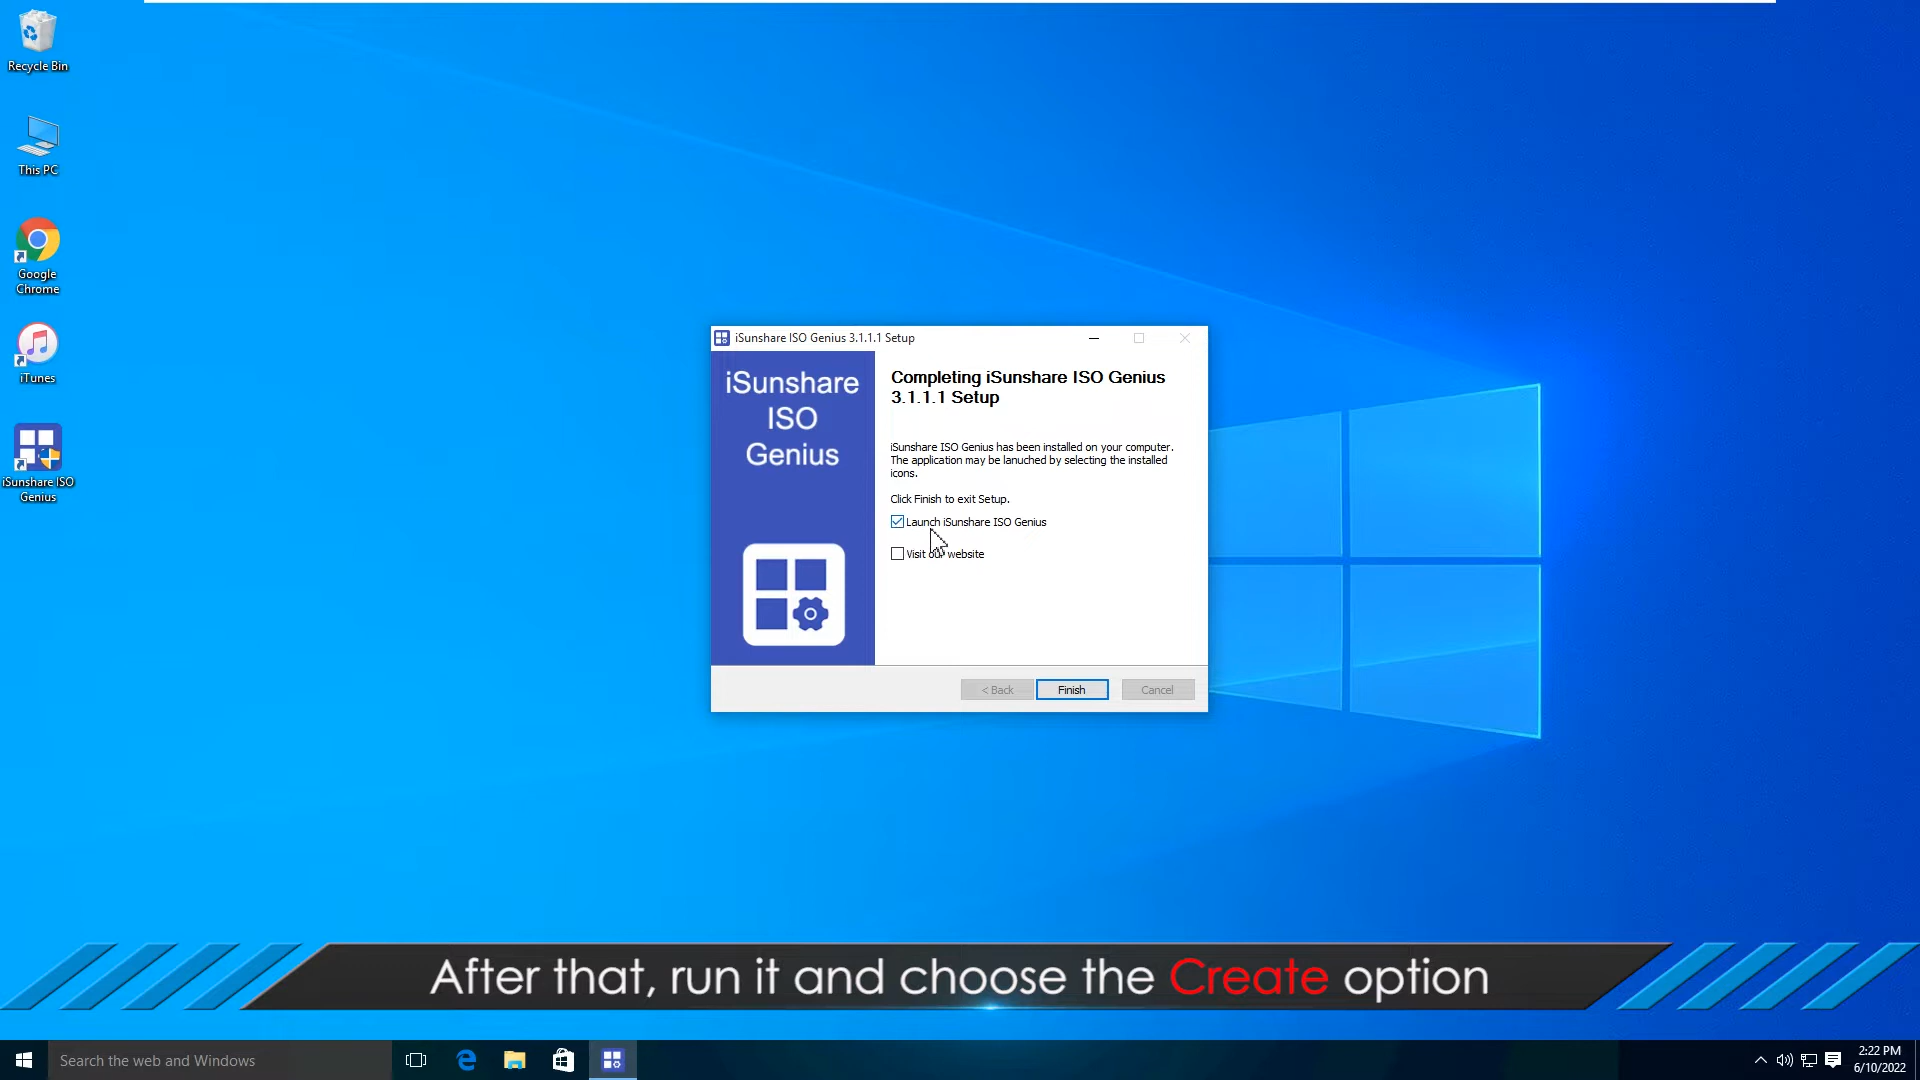 Recycle Bin
This PC
Google
Chrome
iTunes
iSunshare ISO
Genius
iSunshare ISO Genius 3.1.1.1 Setup
iSunshare
ISO
Genius
Completing iSunshare ISO Genius
3.1.1.1 Setup
iSunshare ISO Genius has been installed on your computer.
The application may be lanuched by selecting the installed
icons.
Click Finish to exit Setup.
Launch iSunshare ISO Genius
Visit our website
< Back
Finish
Cancel
After that, run it and choose the Create option
Search the web and Windows
2:22 PM
6/10/2022